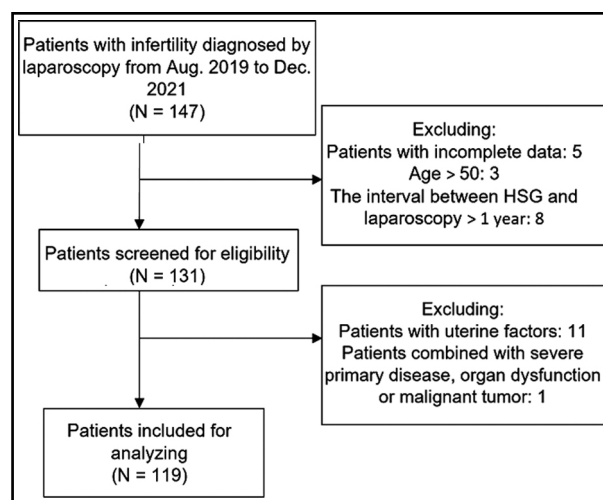 Patients with infertility diagnosed by
laparoscopy from Aug. 2019 to Dec.
2021
(N = 147)
Excluding:
Patients with incomplete data: 5
Age > 50: 3
The interval between HSG and
laparoscopy > 1 year: 8
Patients screened for eligibility
(N = 131)
Excluding:
Patients with uterine factors: 11
Patients combined with severe
primary disease, organ dysfunction
or malignant tumor: 1
Patients included for
analyzing
(N = 119)